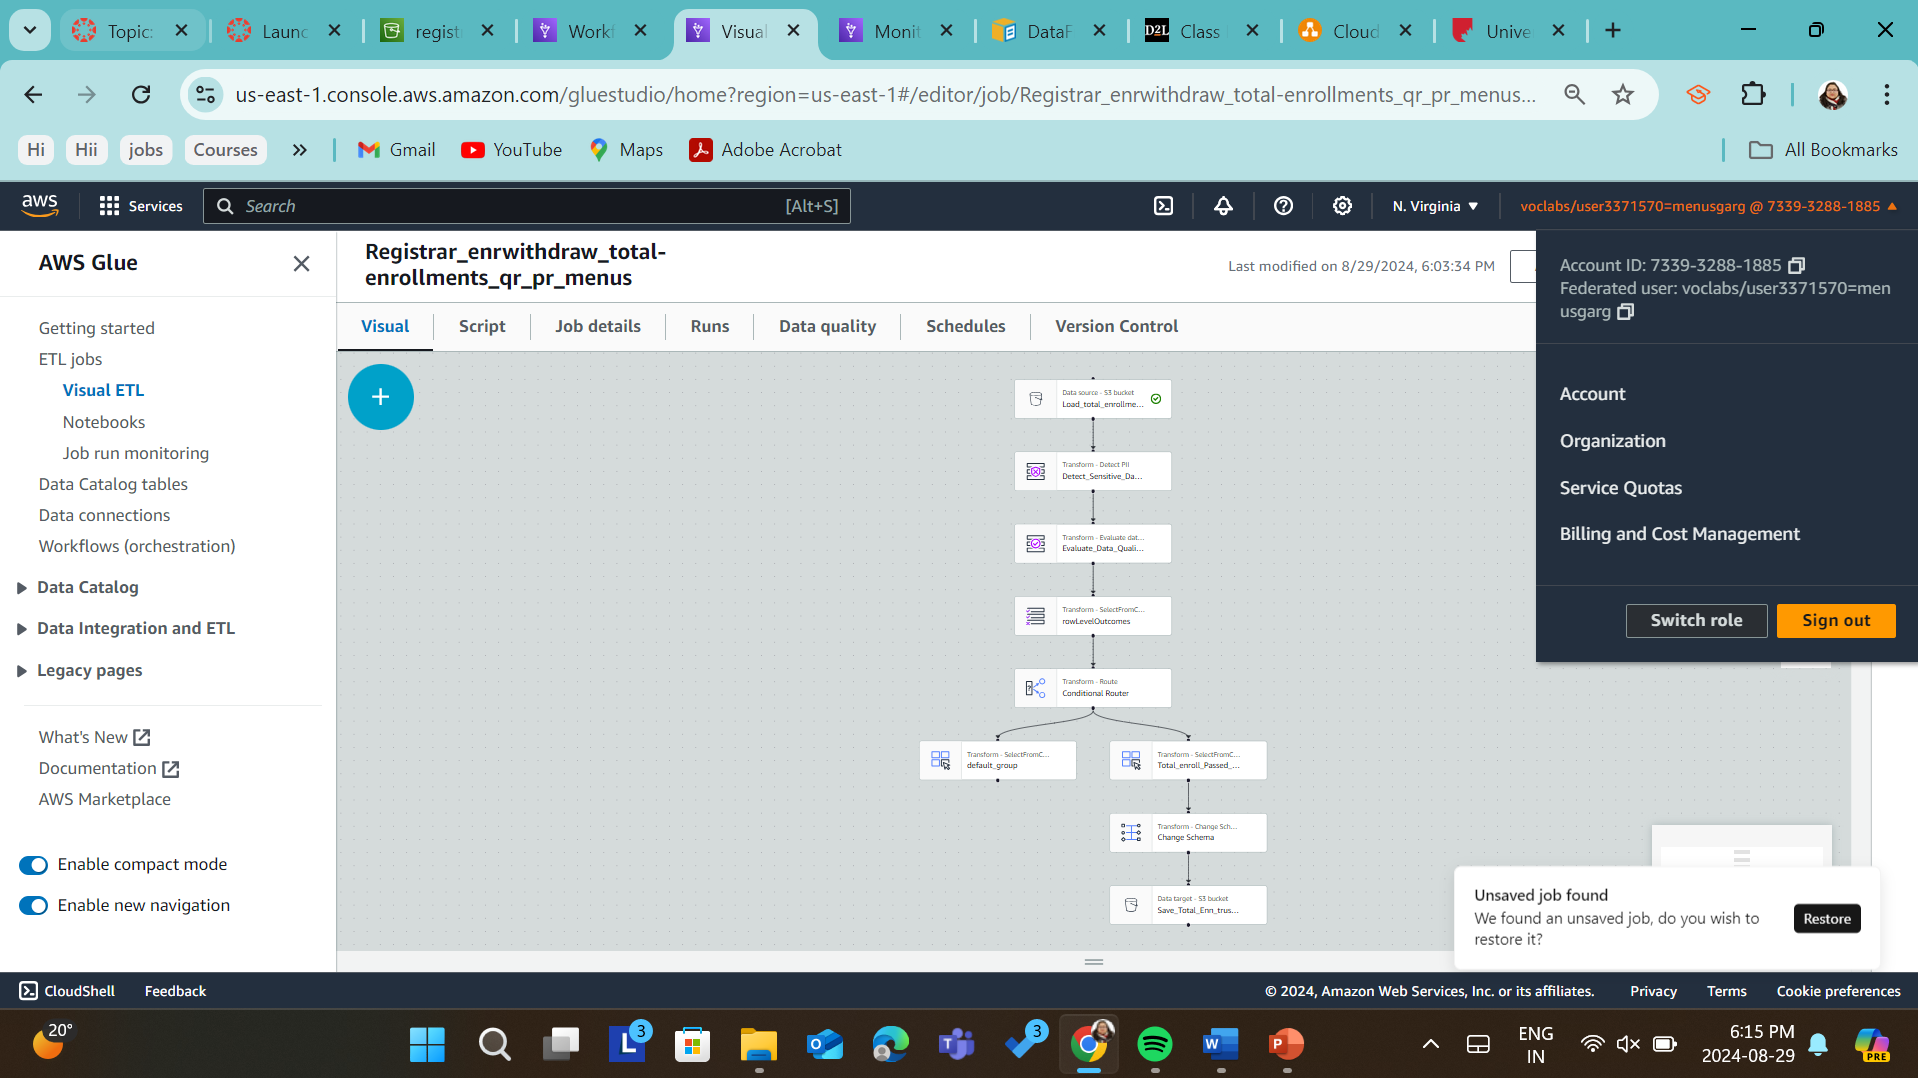 Topic:
Launc
regist
Workf
Visual
Monit
DataF
D2L
Class
Cloud
Unive
us-east-1.console.aws.amazon.com/gluestudio/home?region=us-east-1#/editor/job/Registrar_enrwithdraw_total-enrollments_qr_pr_menus...
Hi
Hii
jobs
Courses
Gmail
YouTube
Maps
Adobe Acrobat
All Bookmarks
aws
Services
Search
[Alt+S]
N. Virginia
voclabs/user3371570=menusgarg @ 7339-3288-1885
AWS Glue
Getting started
ETL jobs
Visual ETL
Notebooks
Job run monitoring
Data Catalog tables
Data connections
Workflows (orchestration)
Data Catalog
Data Integration and ETL
Legacy pages
What's New
Documentation
AWS Marketplace
Enable compact mode
Enable new navigation
Registrar_enrwithdraw_total-
enrollments_qr_pr_menus
Last modified on 8/29/2024, 6:03:34 PM
Visual
Script
Job details
Runs
Data quality
Schedules
Version Control
Data source - S3 bucket
Load_total_enrollme...
Transform - Detect PII
Detect_Sensitive_Da...
Transform - Evaluate dat...
Evaluate_Data_Quali...
Transform - SelectFromC...
rowLevelOutcomes
Transform - Route
Conditional Router
Transform - SelectFromC...
default_group
Transform - SelectFromC...
Total_enroll_Passed_...
Transform - Change Sch...
Change Schema
Data target - S3 bucket
Save_Total_Enn_trus...
Account ID: 7339-3288-1885
Federated user: voclabs/user3371570=men
usgarg
Account
Organization
Service Quotas
Billing and Cost Management
Switch role
Sign out
Unsaved job found
We found an unsaved job, do you wish to
restore it?
Restore
CloudShell
Feedback
© 2024, Amazon Web Services, Inc. or its affiliates.
Privacy
Terms
Cookie preferences
20°
L
3
3
ENG
IN
6:15 PM
2024-08-29
PRE